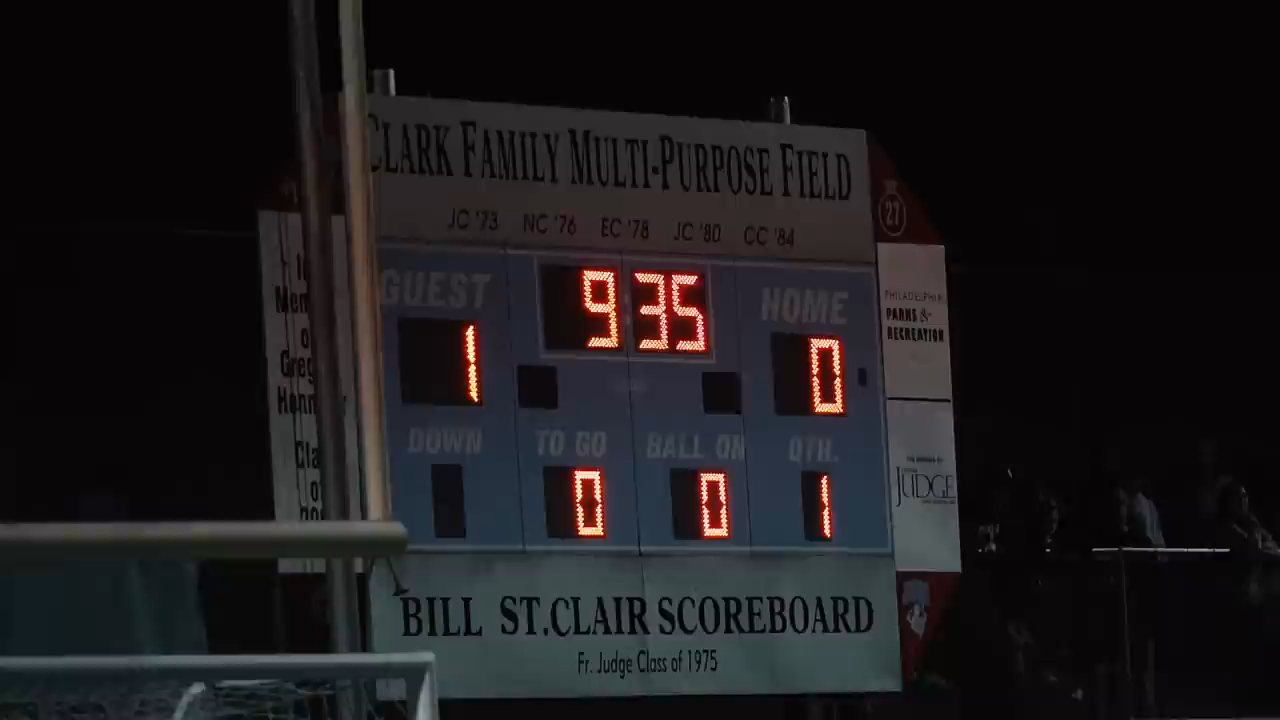 CLARK FAMILY MULTI-PURPOSE FIELD
JC '73 NC '76 EC '78 JC '80 CC '84
27
GUEST
9 35
HOME
1
0
DOWN TO GO BALL ON QTR.
0 0 1
BILL ST. CLAIR SCOREBOARD
Fr. Judge Class of 1975
PHILADELPHIA
PARKS &
RECREATION
JUDGE